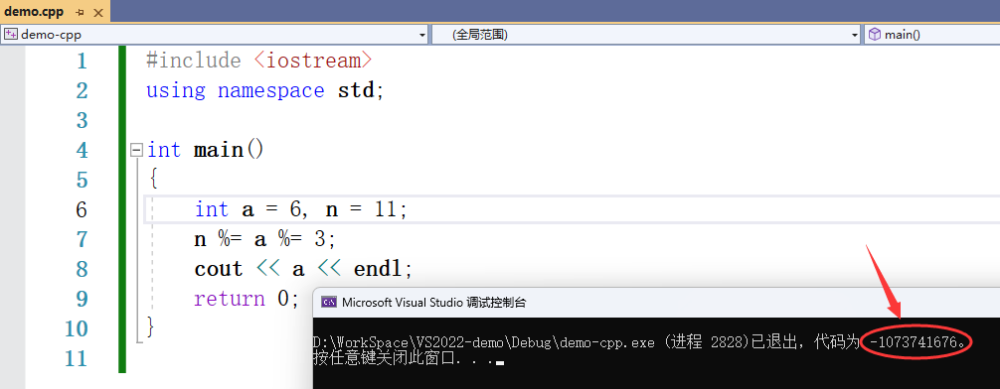 demo.cpp
demo-cpp
(全局范围)
main()
1 #include <iostream>
2 using namespace std;
3
4 int main()
5 {
6 int a = 6, n = 11;
7 n %= a %= 3;
8 cout << a << endl;
9 return 0;
10 }
11
Microsoft Visual Studio 调试控制台
D:\WorkSpace\VS2022-demo\Debug\demo-cpp.exe (进程 2828)已退出，代码为 -1073741676。
按任意键关闭此窗口. . .